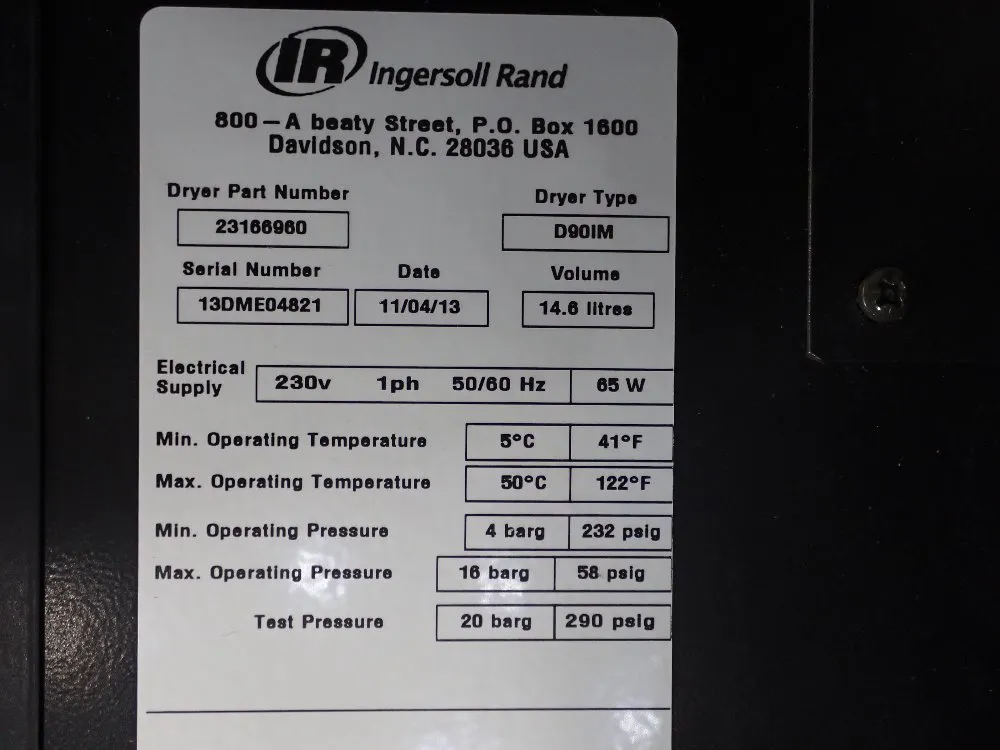 IR Ingersoll Rand
800 – A beaty Street, P.O. Box 1600
Davidson, N.C. 28036 USA
Dryer Part Number Dryer Type
23166960 D90IM
Serial Number Date Volume
13DME04821 11/04/13 14.6 litres
Electrical Supply 230v 1ph 50/60 Hz 65 W
Min. Operating Temperature 5°C 41°F
Max. Operating Temperature 50°C 122°F
Min. Operating Pressure 4 barg 232 psig
Max. Operating Pressure 16 barg 58 psig
Test Pressure 20 barg 290 psig